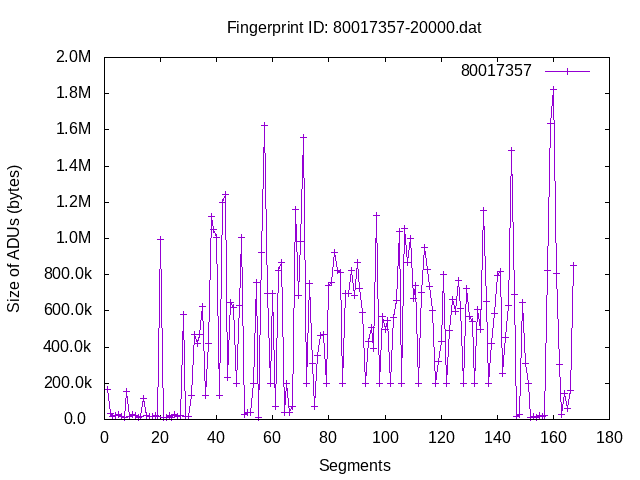 Fingerprint ID: 80017357-20000.dat
80017357
2.0M
1.8M
1.6M
1.4M
1.2M
1.0M
800.0k
600.0k
400.0k
200.0k
0.0
Size of ADUs (bytes)
0 20 40 60 80 100 120 140 160 180
Segments